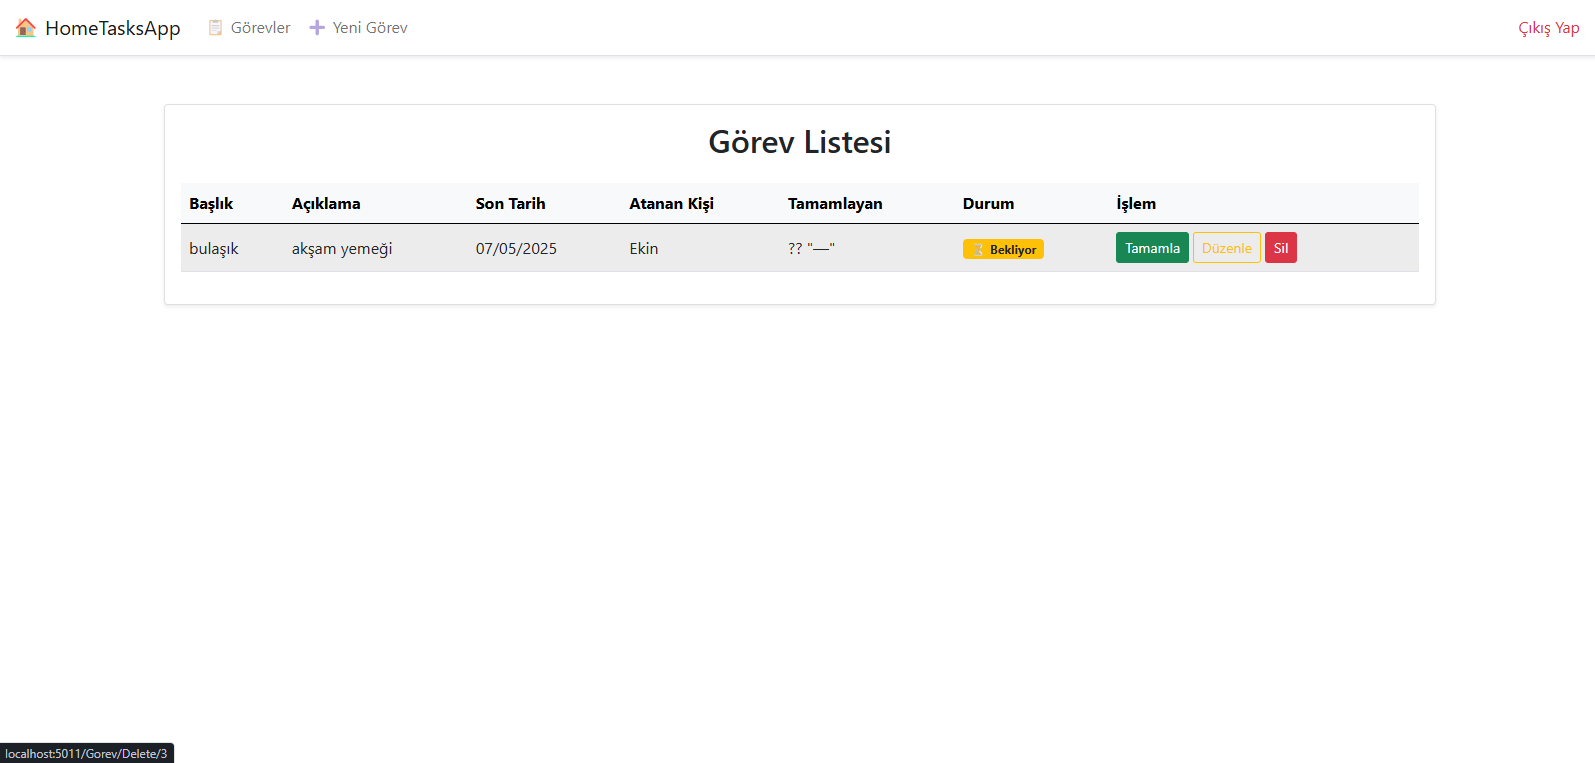 HomeTasksApp Görevler Yeni Görev Çıkış Yap
Görev Listesi
Başlık Açıklama Son Tarih Atanan Kişi Tamamlayan Durum İşlem
bulaşık akşam yemeği 07/05/2025 Ekin ?? "—" Bekliyor Tamamla Düzenle Sil
localhost:5011/Gorev/Delete/3